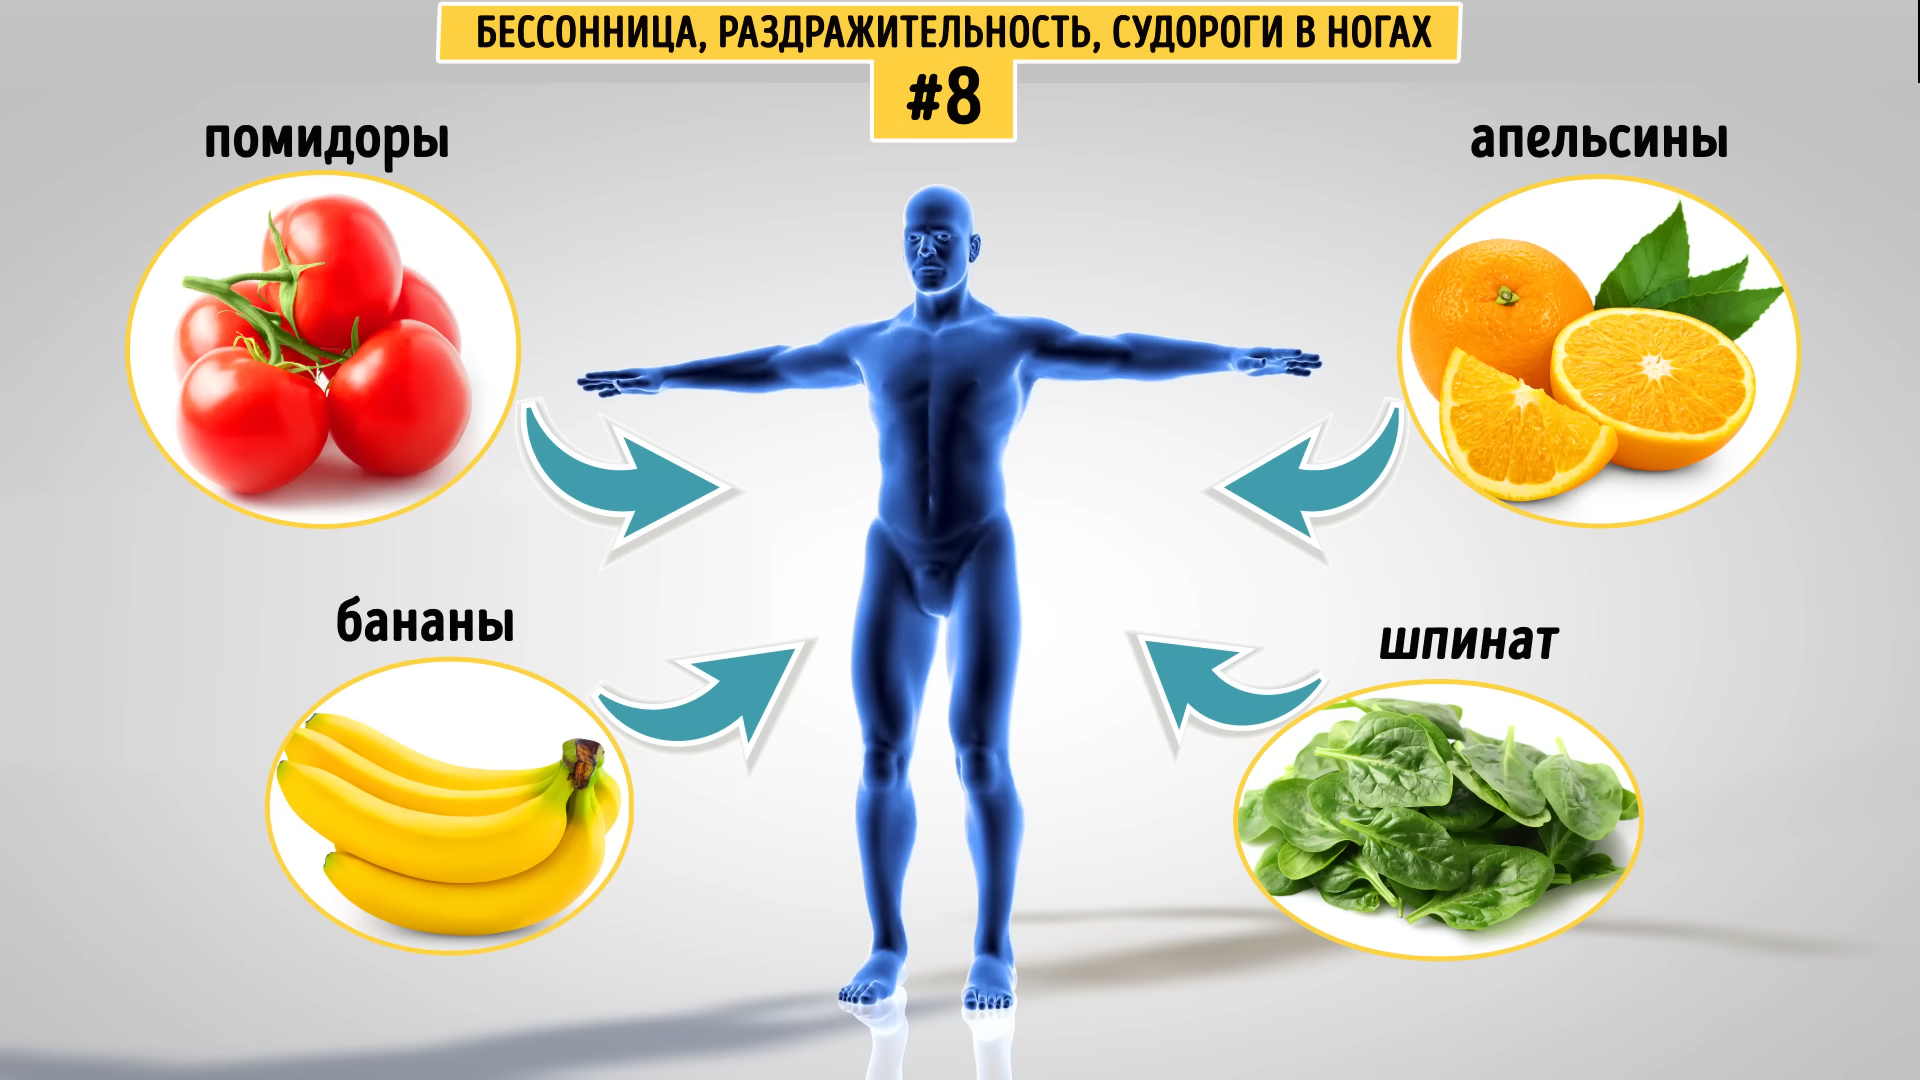 БЕССОННИЦА, РАЗДРАЖИТЕЛЬНОСТЬ, СУДОРОГИ В НОГАХ
#8
помидоры
апельсины
бананы
шпинат